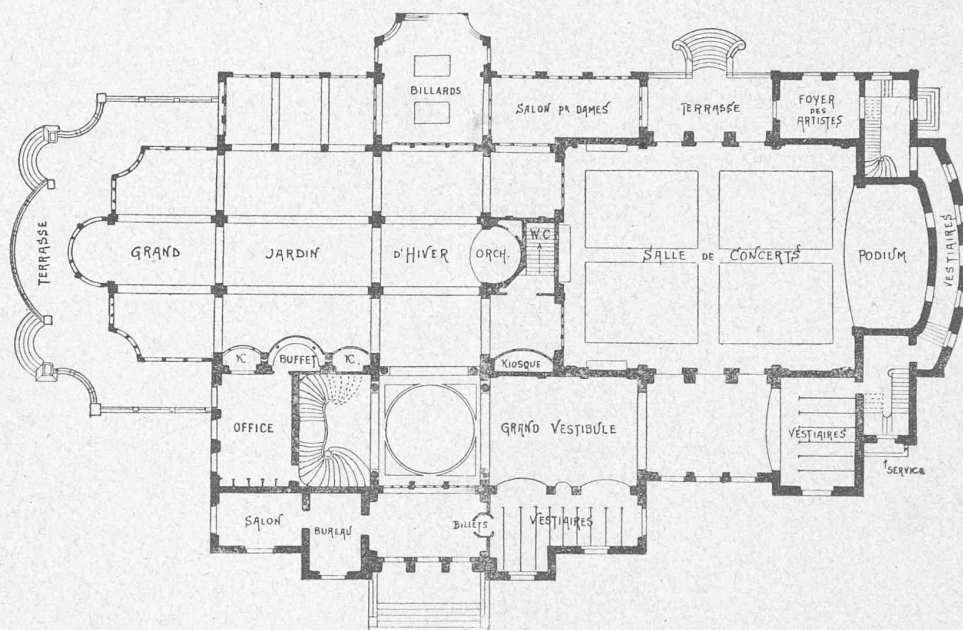 BILLARDS
SALON PR DAMES
TERRASSE
FOYER
DES
ARTISTES
TERRASSE
GRAND
JARDIN
D'HIVER
ORCH.
W.C
SALLE DE CONCERTS
PODIUM
VESTIAIRES
K.
BUFFET
K.
KIOSQUE
OFFICE
GRAND VESTIBULE
VESTIAIRES
SERVICE
SALON
BUREAU
BILLETS
VESTIAIRES